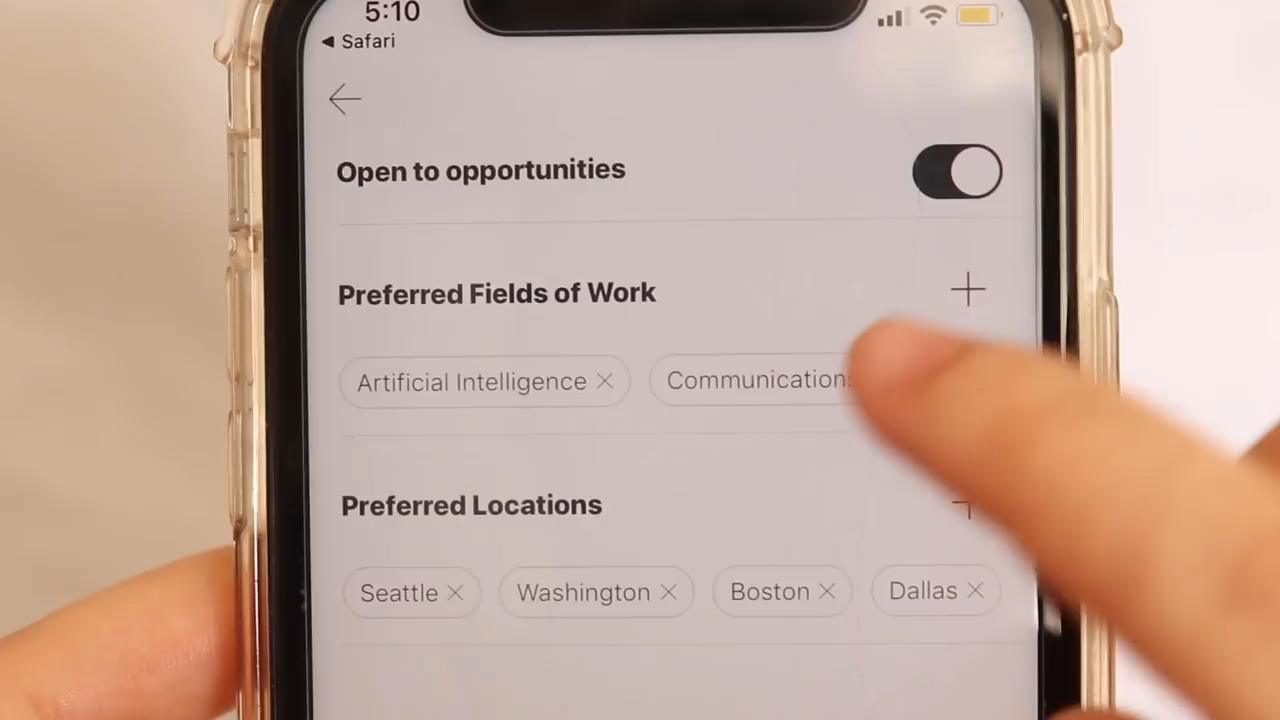 5:10
◀ Safari
Open to opportunities
Preferred Fields of Work
Artificial Intelligence × Communications
Preferred Locations
Seattle × Washington × Boston × Dallas ×